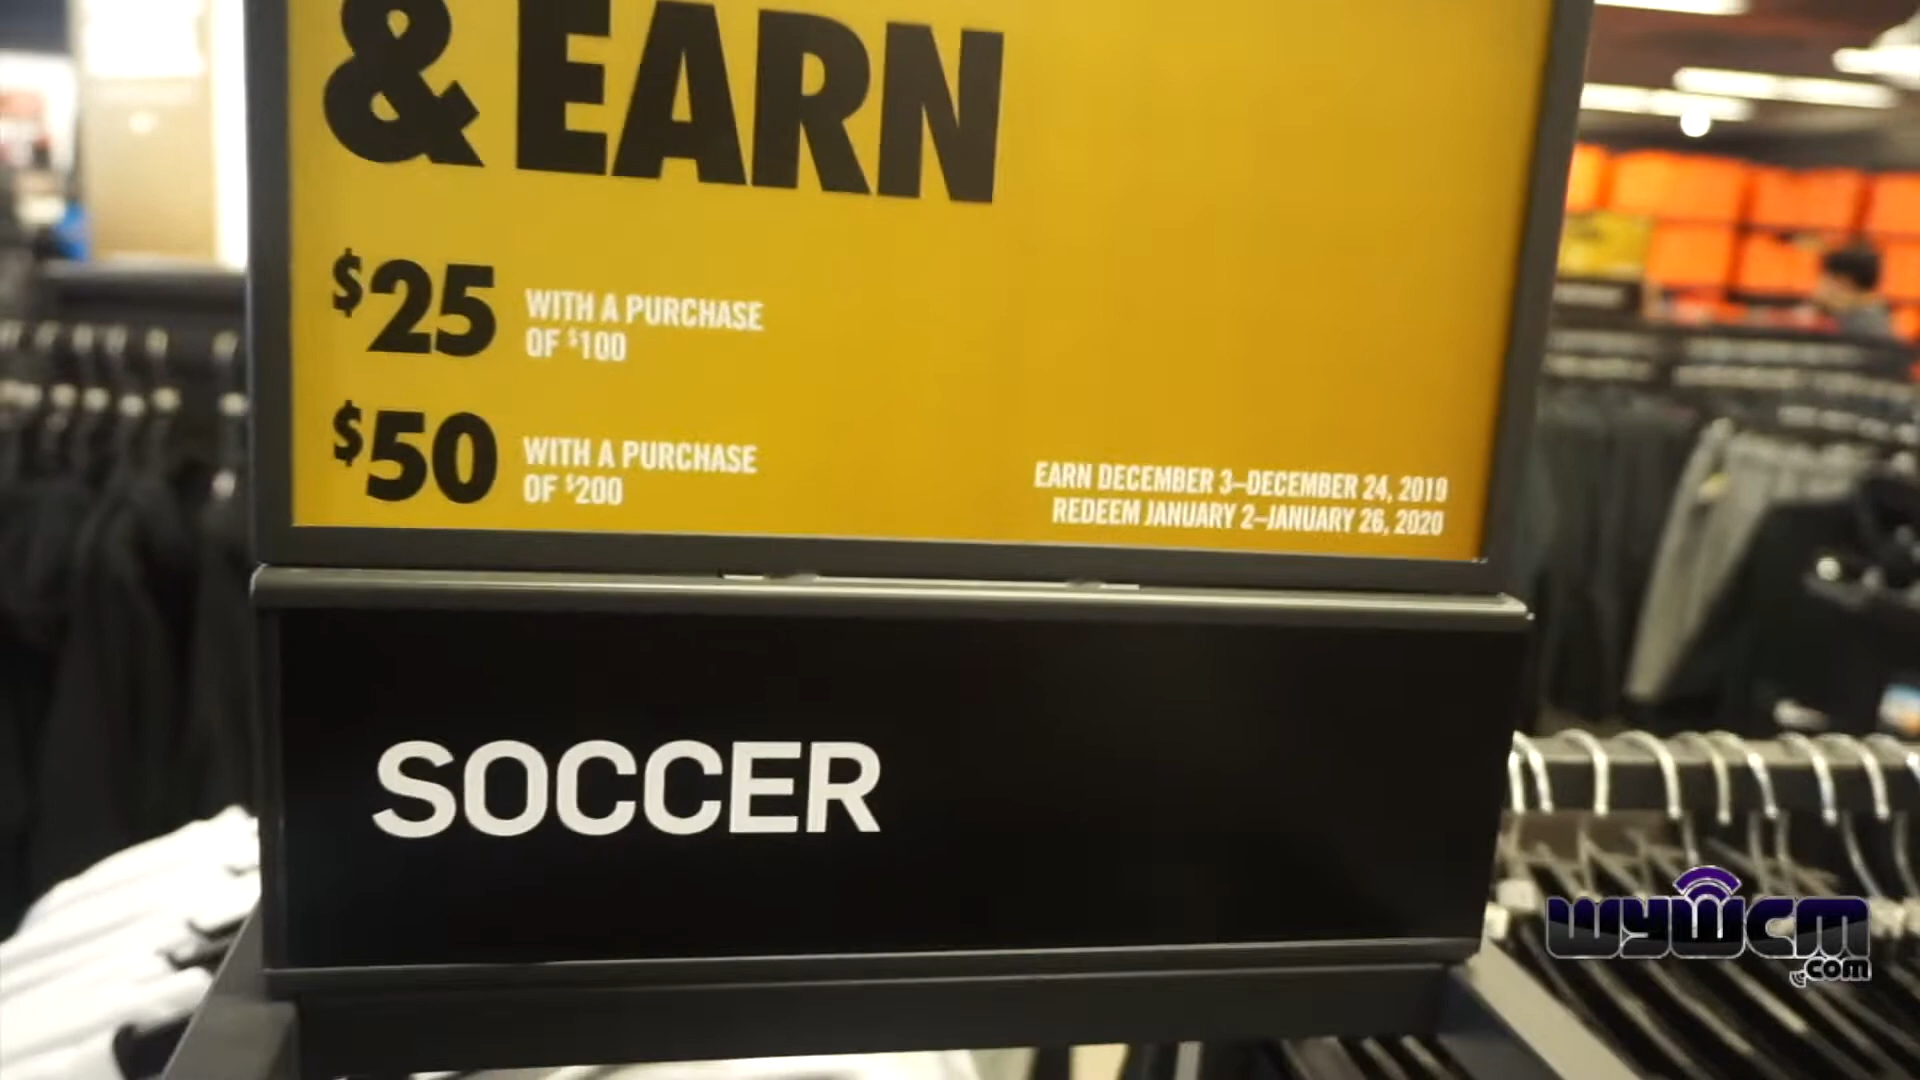 & EARN
$25 WITH A PURCHASE
OF $100
$50 WITH A PURCHASE
OF $200
EARN DECEMBER 3–DECEMBER 24, 2019
REDEEM JANUARY 2–JANUARY 26, 2020
SOCCER
WYWCM
.com